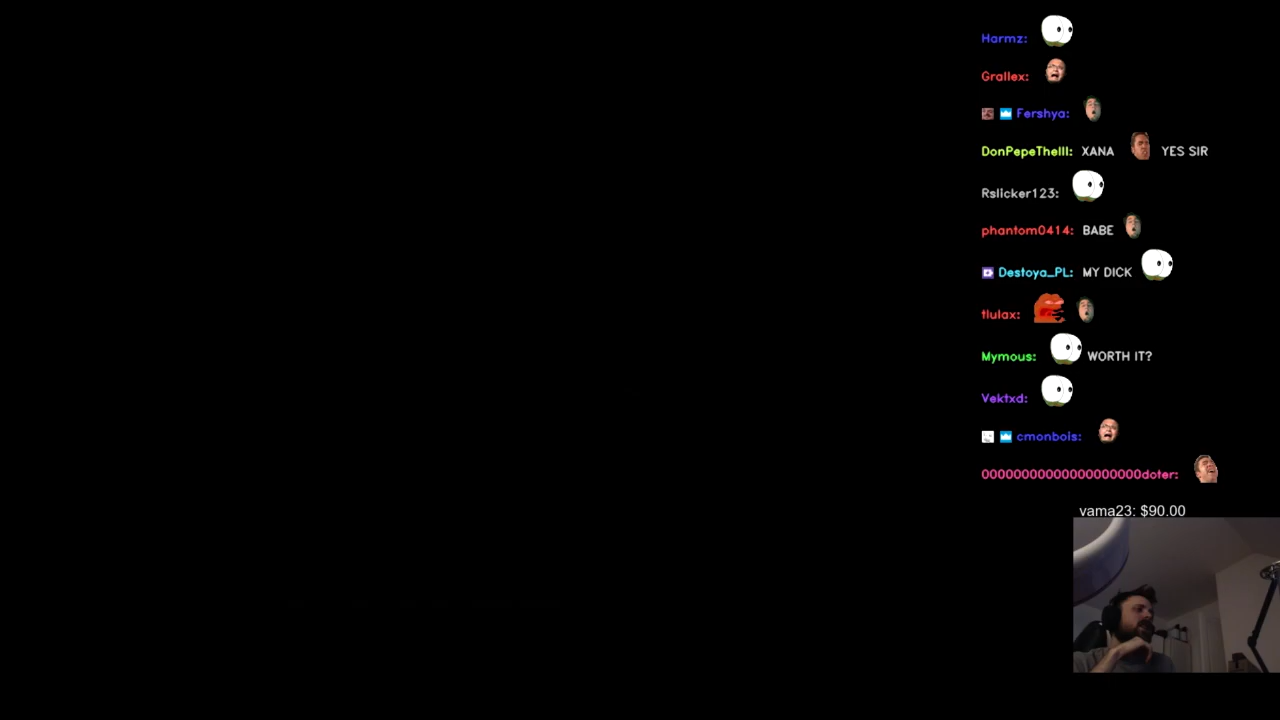 Harmz:
Grallex:
Fershya:
DonPepeTheIII: XANA YES SIR
Rslicker123:
phantom0414: BABE
Destoya_PL: MY DICK
tlulax:
Mymous: WORTH IT?
Vektxd:
cmonbois:
00000000000000000000doter:
vama23: $90.00